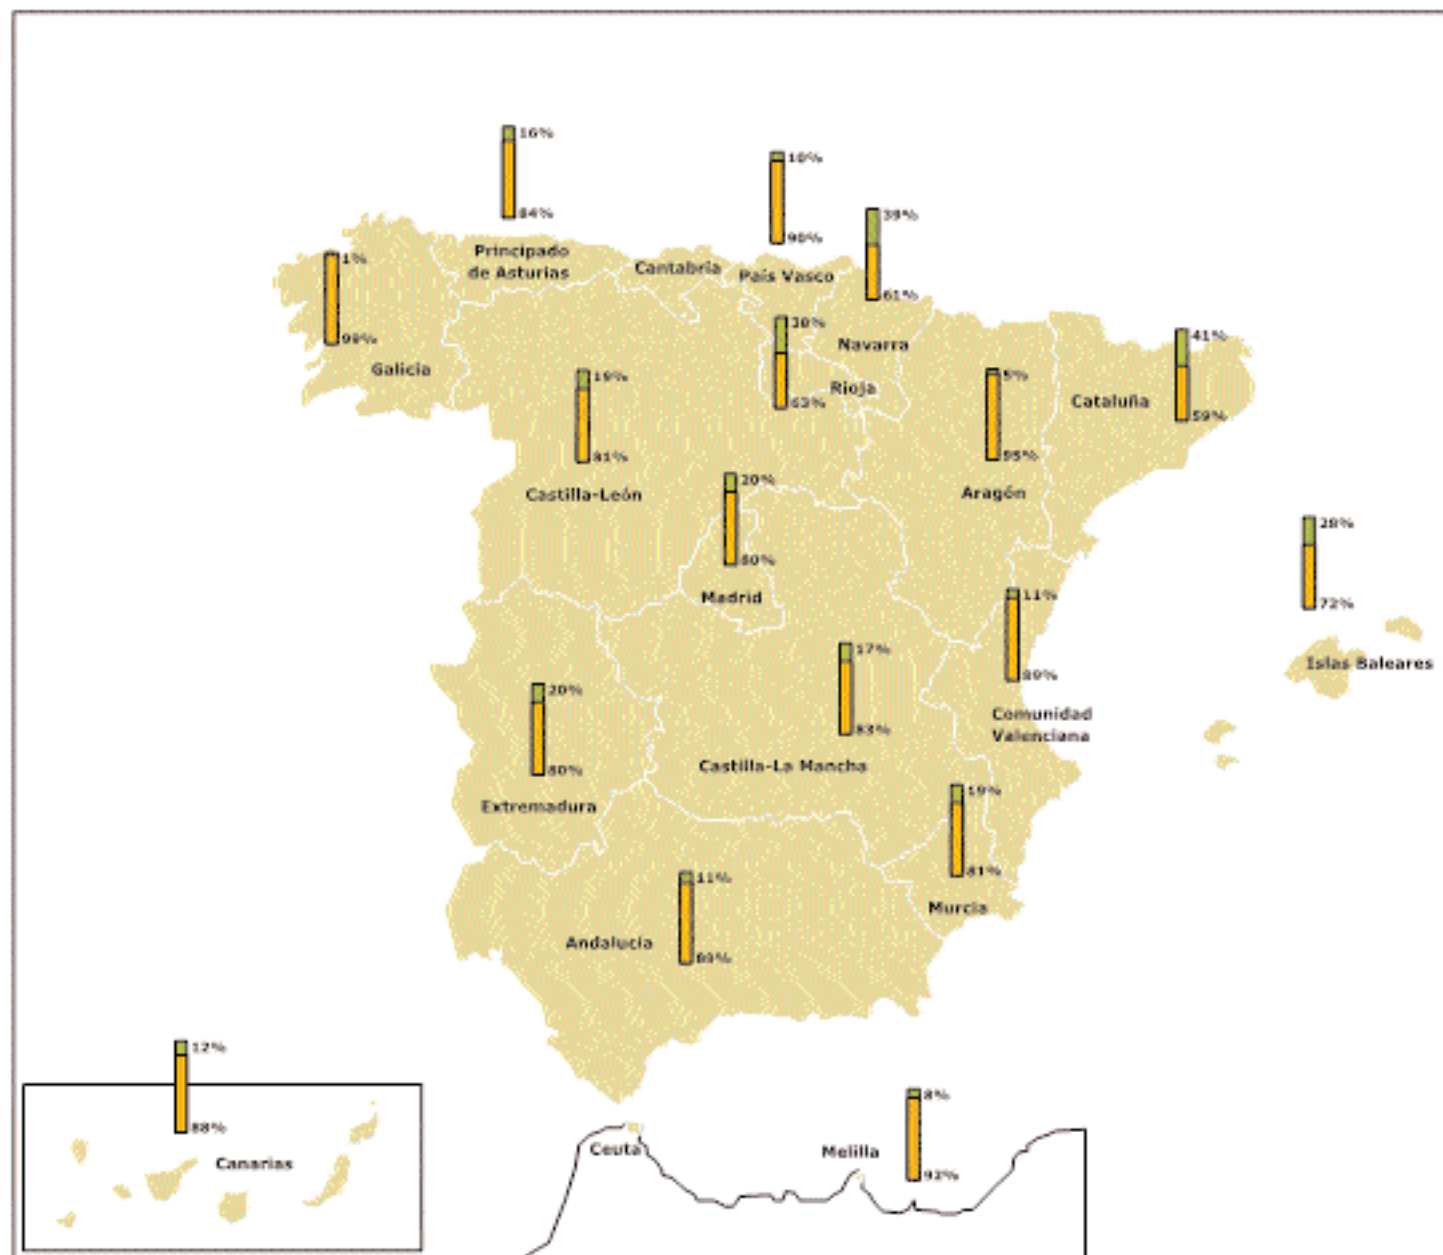 16%
84%
10%
90%
39%
61%
Principado
de Asturias
Cantabria
País Vasco
1%
99%
Galicia
38%
63%
Navarra
Rioja
41%
59%
Cataluña
19%
81%
Castilla-León
5%
95%
Aragón
20%
80%
Madrid
28%
72%
Islas Baleares
11%
89%
Comunidad
Valenciana
17%
83%
Castilla-La Mancha
20%
80%
Extremadura
19%
81%
Murcia
11%
89%
Andalucía
12%
88%
Canarias
Ceuta
Melilla
8%
92%